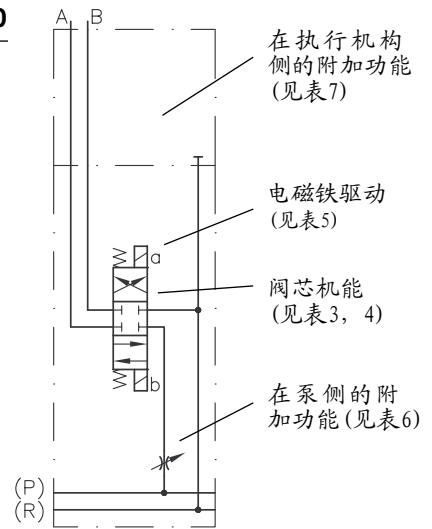 0
A B
在执行机构
侧的附加功能
(见表7)
电磁铁驱动
(见表5)
a
阀芯机能
(见表3, 4)
b
在泵侧的附
加功能(见表6)
(P)
(R)